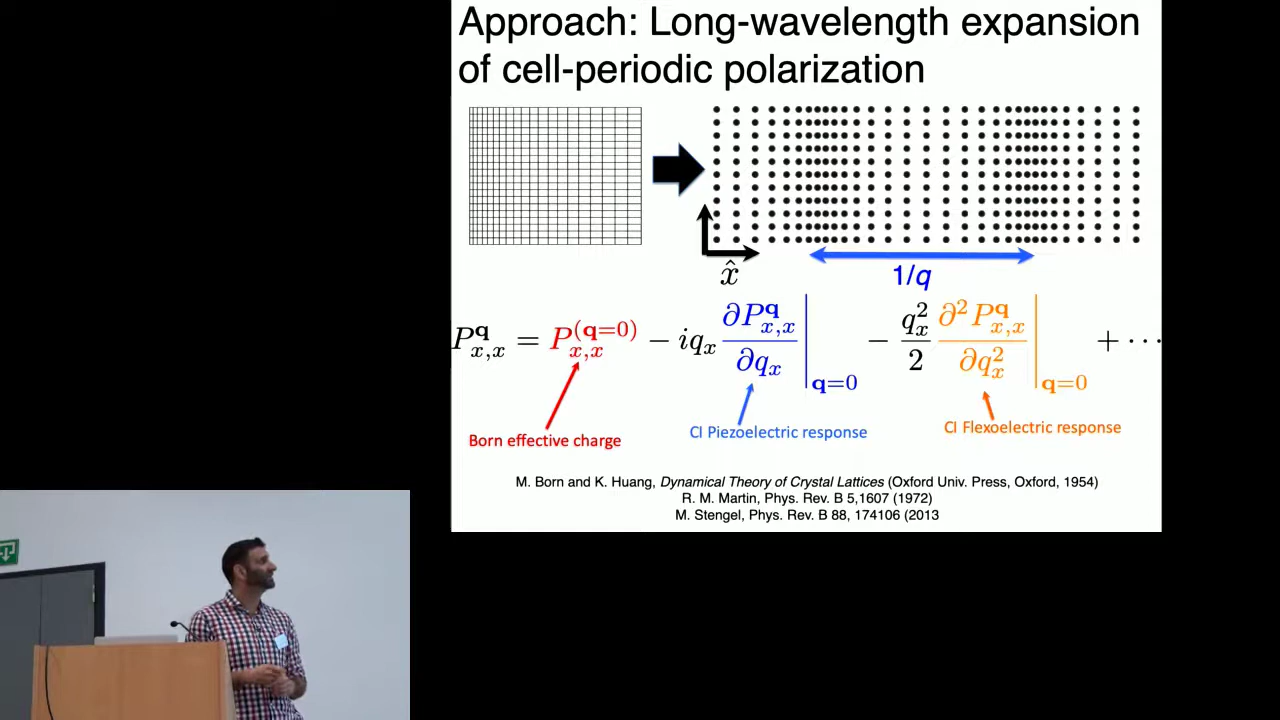 Approach: Long-wavelength expansion
of cell-periodic polarization
x̂
1/q
P^q_{x,x} = P^{(q=0)}_{x,x} − iq_x ∂P^q_{x,x}/∂q_x |_{q=0} − q_x^2/2 ∂^2P^q_{x,x}/∂q_x^2 |_{q=0} + ···
Born effective charge
CI Piezoelectric response
CI Flexoelectric response
M. Born and K. Huang, Dynamical Theory of Crystal Lattices (Oxford Univ. Press, Oxford, 1954)
R. M. Martin, Phys. Rev. B 5,1607 (1972)
M. Stengel, Phys. Rev. B 88, 174106 (2013